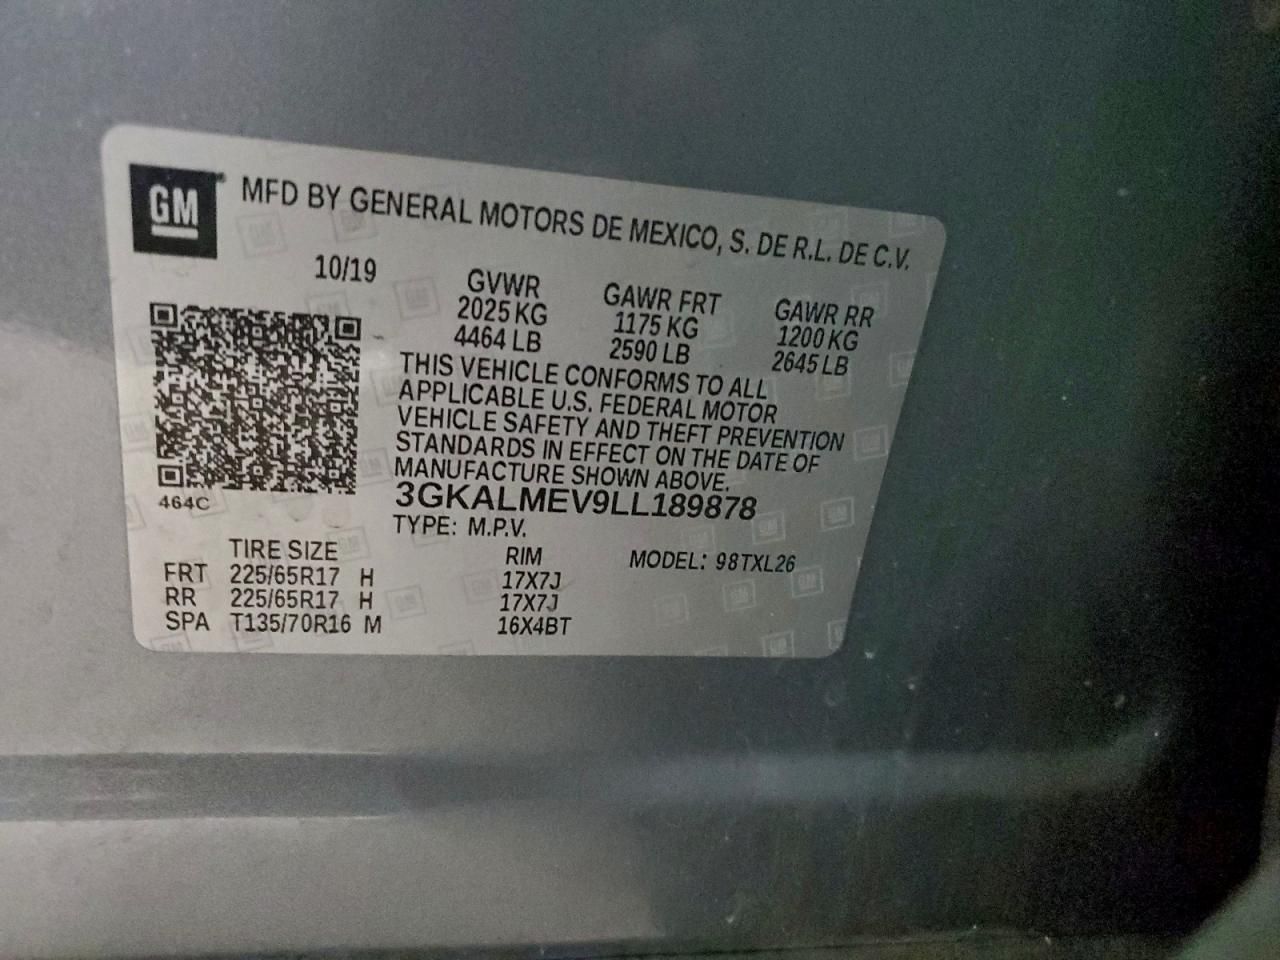 GM
MFD BY GENERAL MOTORS DE MEXICO, S. DE R.L. DE C.V.
10/19
GVWR GAWR FRT GAWR RR
2025 KG 1175 KG 1200 KG
4464 LB 2590 LB 2645 LB
THIS VEHICLE CONFORMS TO ALL
APPLICABLE U.S. FEDERAL MOTOR
VEHICLE SAFETY AND THEFT PREVENTION
STANDARDS IN EFFECT ON THE DATE OF
MANUFACTURE SHOWN ABOVE.
3GKALMEV9LL189878
464C
TYPE: M.P.V.
TIRE SIZE RIM MODEL: 98TXL26
FRT 225/65R17 H 17X7J
RR 225/65R17 H 17X7J
SPA T135/70R16 M 16X4BT